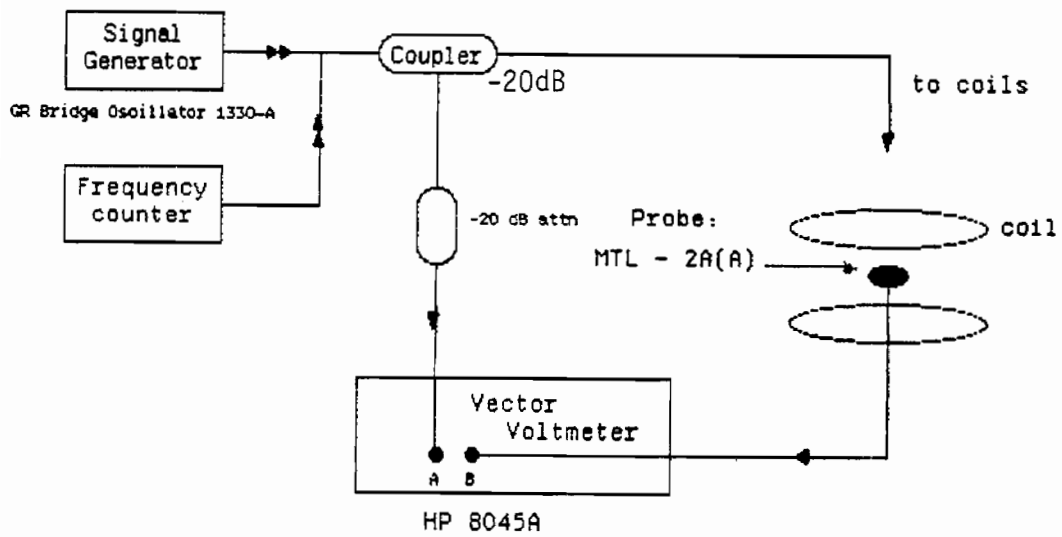 Signal
Generator
GR Bridge Oscillator 1330-A
Coupler
-20dB
to coils
Frequency
counter
-20 dB attn
Probe:
MTL - 2A(A)
coil
Vector
Voltmeter
A B
HP 8045A